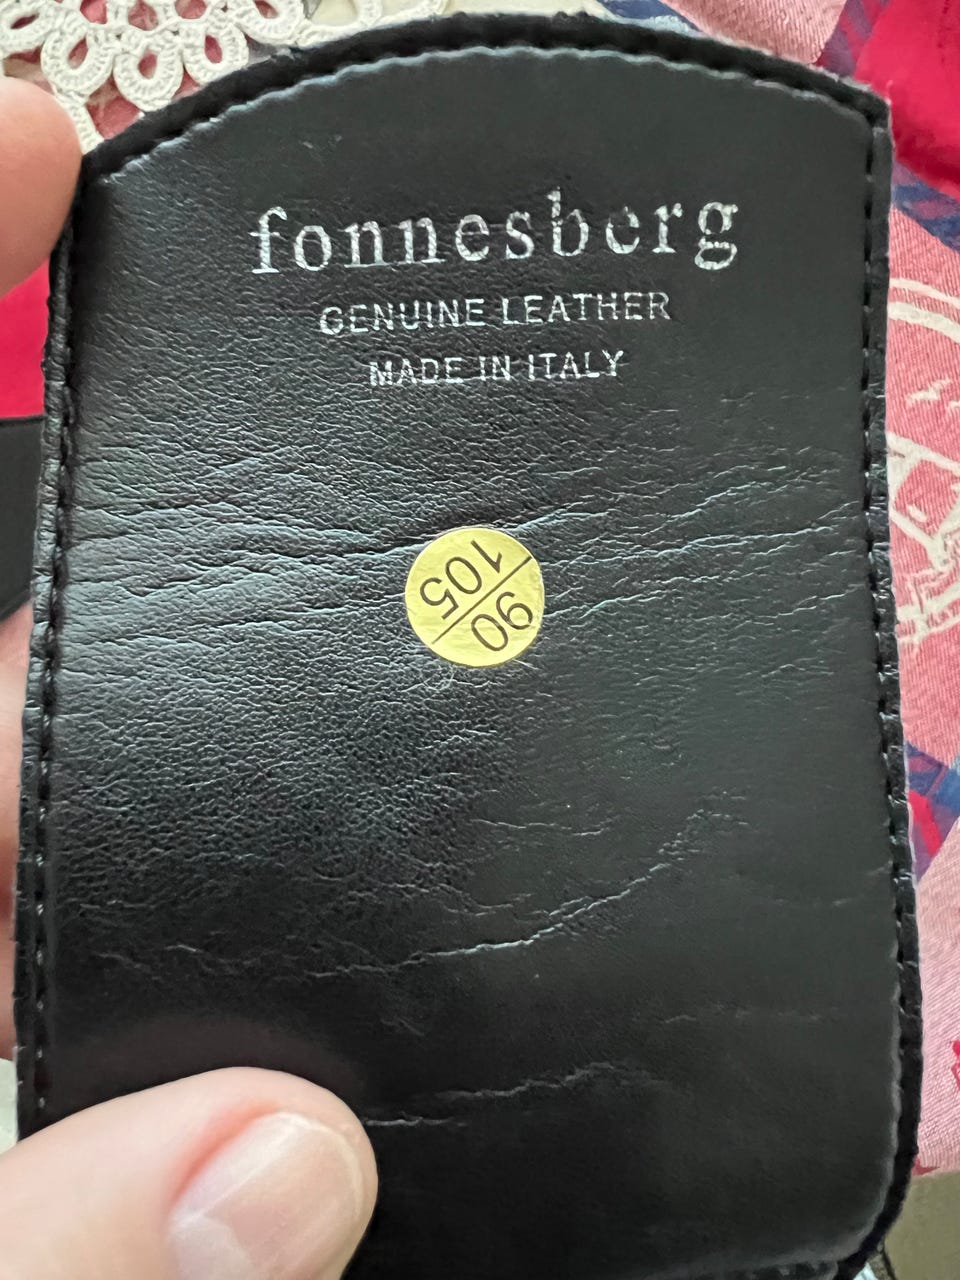 fonnesberg
GENUINE LEATHER
MADE IN ITALY
90
105